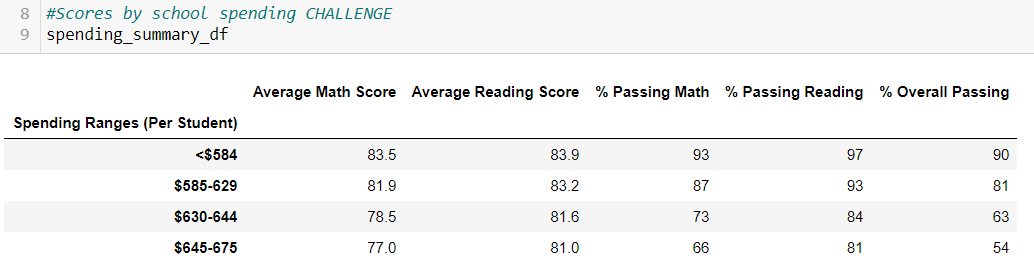 8 #Scores by school spending CHALLENGE
9 spending_summary_df
Average Math Score Average Reading Score % Passing Math % Passing Reading % Overall Passing
Spending Ranges (Per Student)
<$584 83.5 83.9 93 97 90
$585-629 81.9 83.2 87 93 81
$630-644 78.5 81.6 73 84 63
$645-675 77.0 81.0 66 81 54